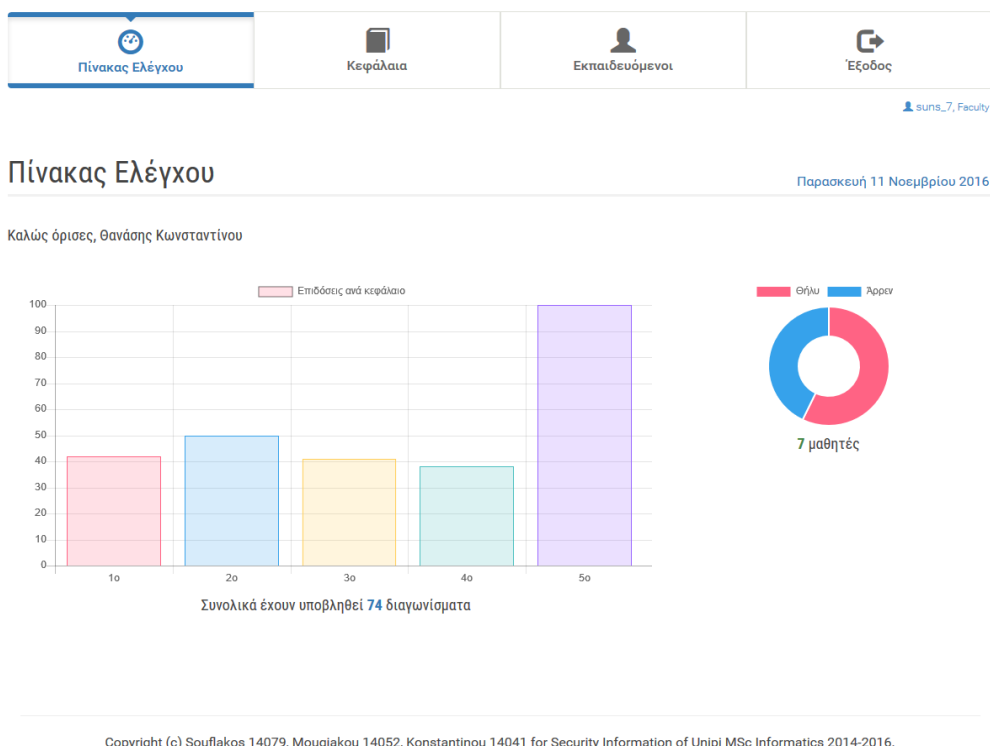 Πίνακας Ελέγχου
Κεφάλαια
Εκπαιδευόμενοι
Έξοδος
suns_7, Faculty
Πίνακας Ελέγχου
Παρασκευή 11 Νοεμβρίου 2016
Καλώς όρισες, Θανάσης Κωνσταντίνου
Επιδόσεις ανά κεφάλαιο
100
90
80
70
60
50
40
30
20
10
0
1ο 2ο 3ο 4ο 5ο
Συνολικά έχουν υποβληθεί 74 διαγωνίσματα
Θήλυ Άρρεν
7 μαθητές
Copyright (c) Souflakos 14079, Mougiakou 14052, Konstantinou 14041 for Security Information of Unipi MSc Informatics 2014-2016.